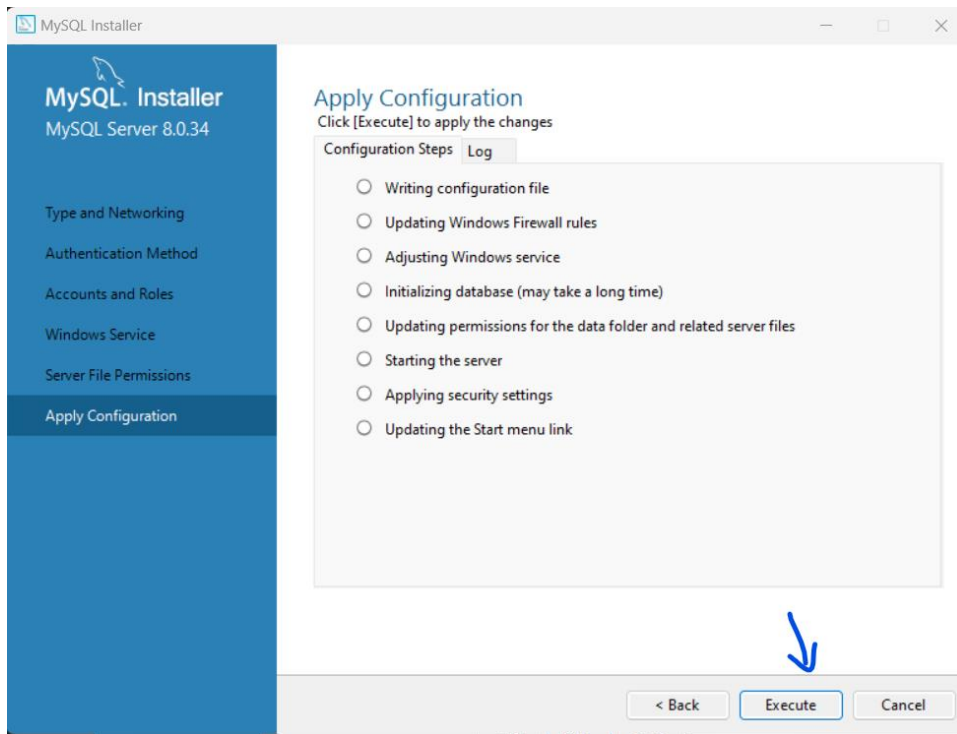 MySQL Installer
MySQL. Installer
MySQL Server 8.0.34
Type and Networking
Authentication Method
Accounts and Roles
Windows Service
Server File Permissions
Apply Configuration
Apply Configuration
Click [Execute] to apply the changes
Configuration Steps Log
Writing configuration file
Updating Windows Firewall rules
Adjusting Windows service
Initializing database (may take a long time)
Updating permissions for the data folder and related server files
Starting the server
Applying security settings
Updating the Start menu link
< Back Execute Cancel